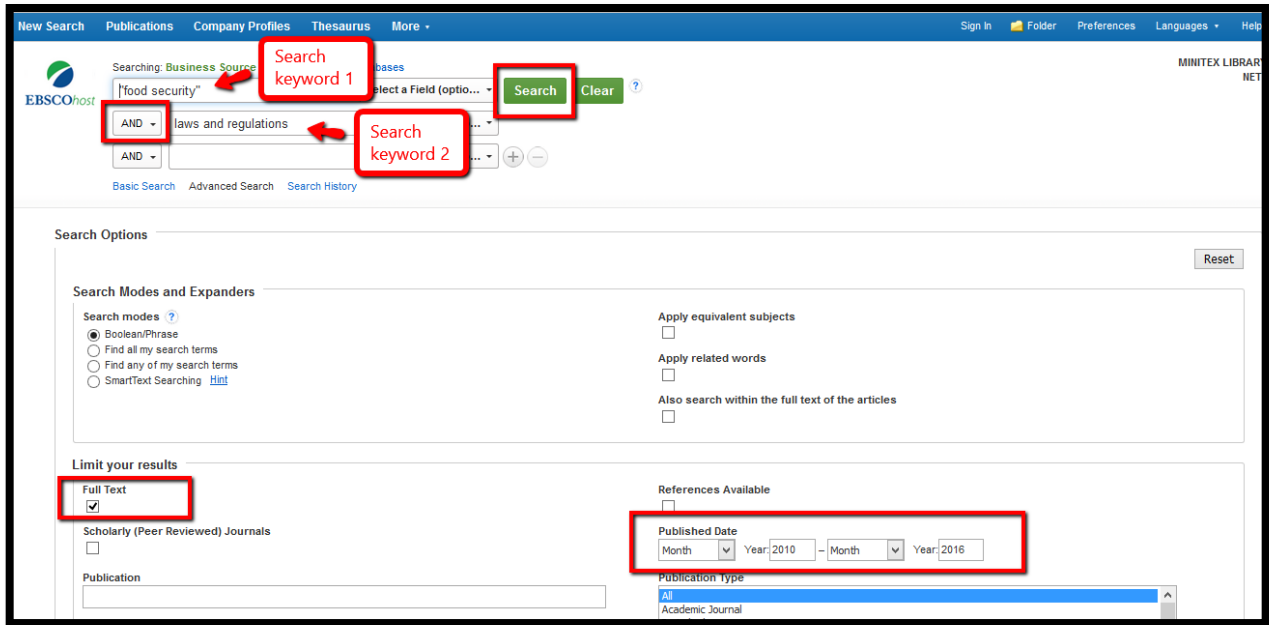 New Search Publications Company Profiles Thesaurus More Sign In Folder Preferences Languages Help
Searching: Business Source bases
MINITEX LIBRARY
NET
EBSCOhost
"food security"
Search
keyword 1
elect a Field (optio...
Search
Clear
?
AND
laws and regulations
Search
keyword 2
...
AND
...
Basic Search Advanced Search Search History
Search Options
Reset
Search Modes and Expanders
Search modes ?
Boolean/Phrase
Find all my search terms
Find any of my search terms
SmartText Searching Hint
Apply equivalent subjects
Apply related words
Also search within the full text of the articles
Limit your results
Full Text
References Available
Scholarly (Peer Reviewed) Journals
Published Date
Month Year: 2010 – Month Year: 2016
Publication
Publication Type
All
Academic Journal